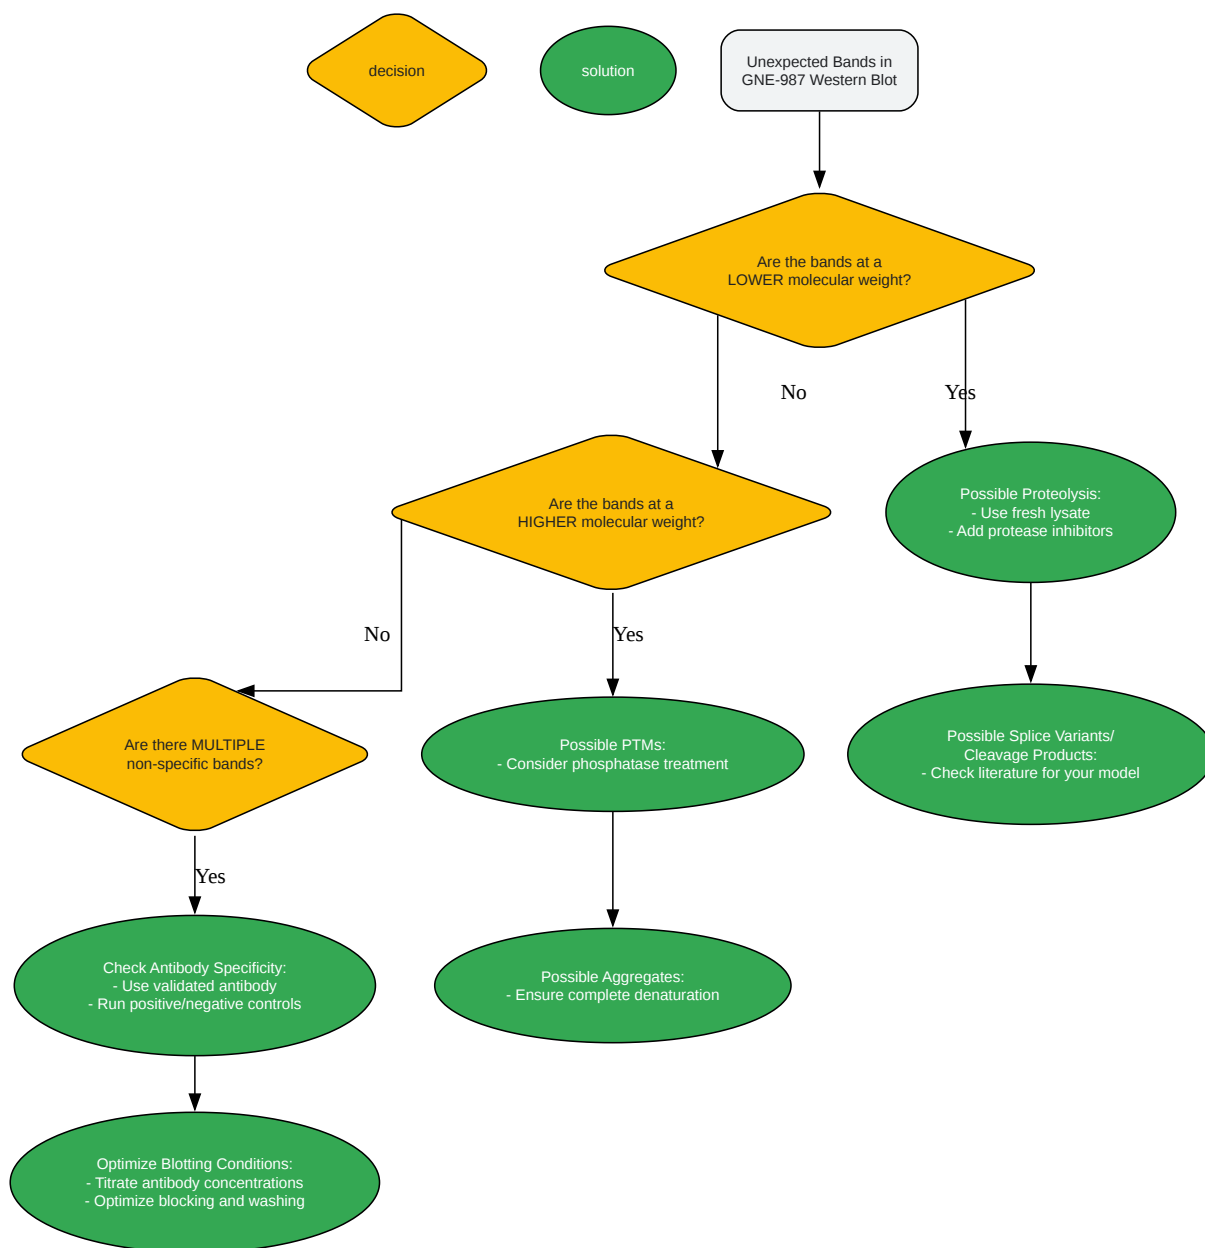 decision
solution
Unexpected Bands in
GNE-987 Western Blot
Are the bands at a
LOWER molecular weight?
No
Yes
Are the bands at a
HIGHER molecular weight?
Possible Proteolysis:
- Use fresh lysate
- Add protease inhibitors
No
Yes
Are there MULTIPLE
non-specific bands?
Possible PTMs:
- Consider phosphatase treatment
Possible Splice Variants/
Cleavage Products:
- Check literature for your model
Yes
Check Antibody Specificity:
- Use validated antibody
- Run positive/negative controls
Possible Aggregates:
- Ensure complete denaturation
Optimize Blotting Conditions:
- Titrate antibody concentrations
- Optimize blocking and washing